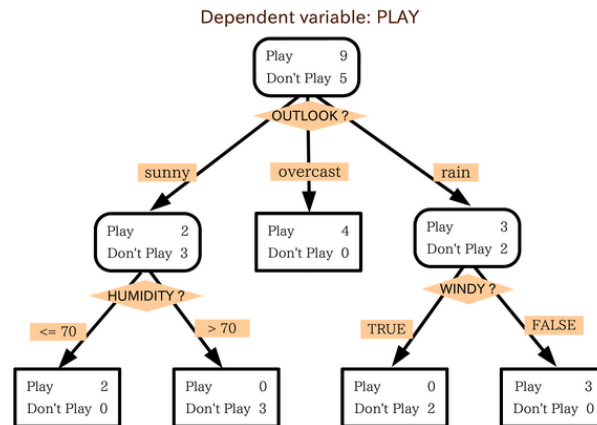 Dependent variable: PLAY
Play 9
Don't Play 5
OUTLOOK ?
sunny
overcast
rain
Play 2
Don't Play 3
Play 4
Don't Play 0
Play 3
Don't Play 2
HUMIDITY ?
WINDY ?
<= 70
> 70
TRUE
FALSE
Play 2
Don't Play 0
Play 0
Don't Play 3
Play 0
Don't Play 2
Play 3
Don't Play 0